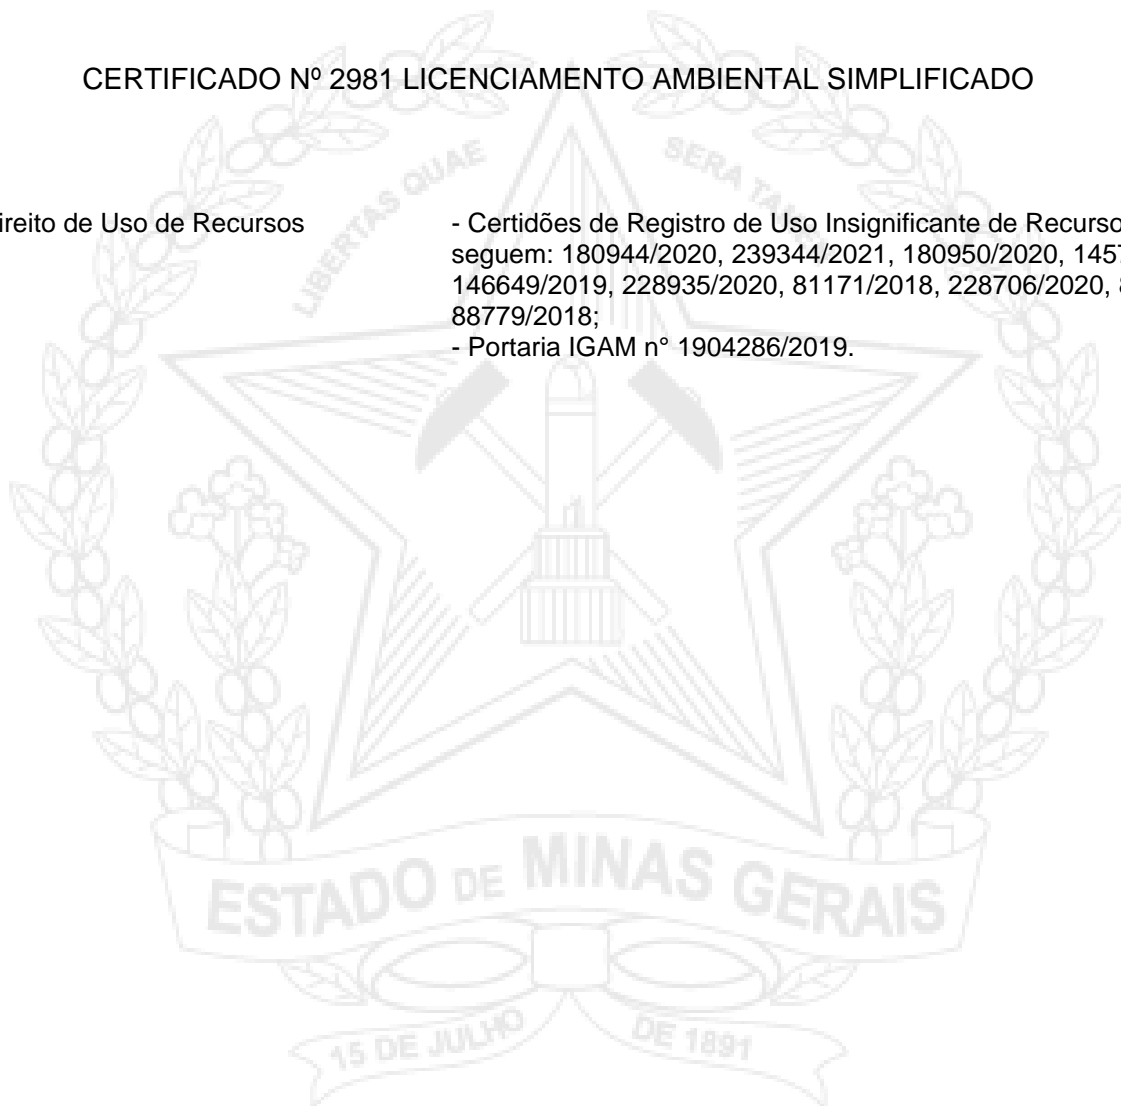 CERTIFICADO Nº 2981 LICENCIAMENTO AMBIENTAL SIMPLIFICADO
LIBERTAS QUAE SERA
ireito de Uso de Recursos
- Certidões de Registro de Uso Insignificante de Recurso
seguem: 180944/2020, 239344/2021, 180950/2020, 1457
146649/2019, 228935/2020, 81171/2018, 228706/2020, 8
88779/2018;
- Portaria IGAM n° 1904286/2019.
ESTADO DE MINAS GERAIS
15 DE JULHO DE 1891